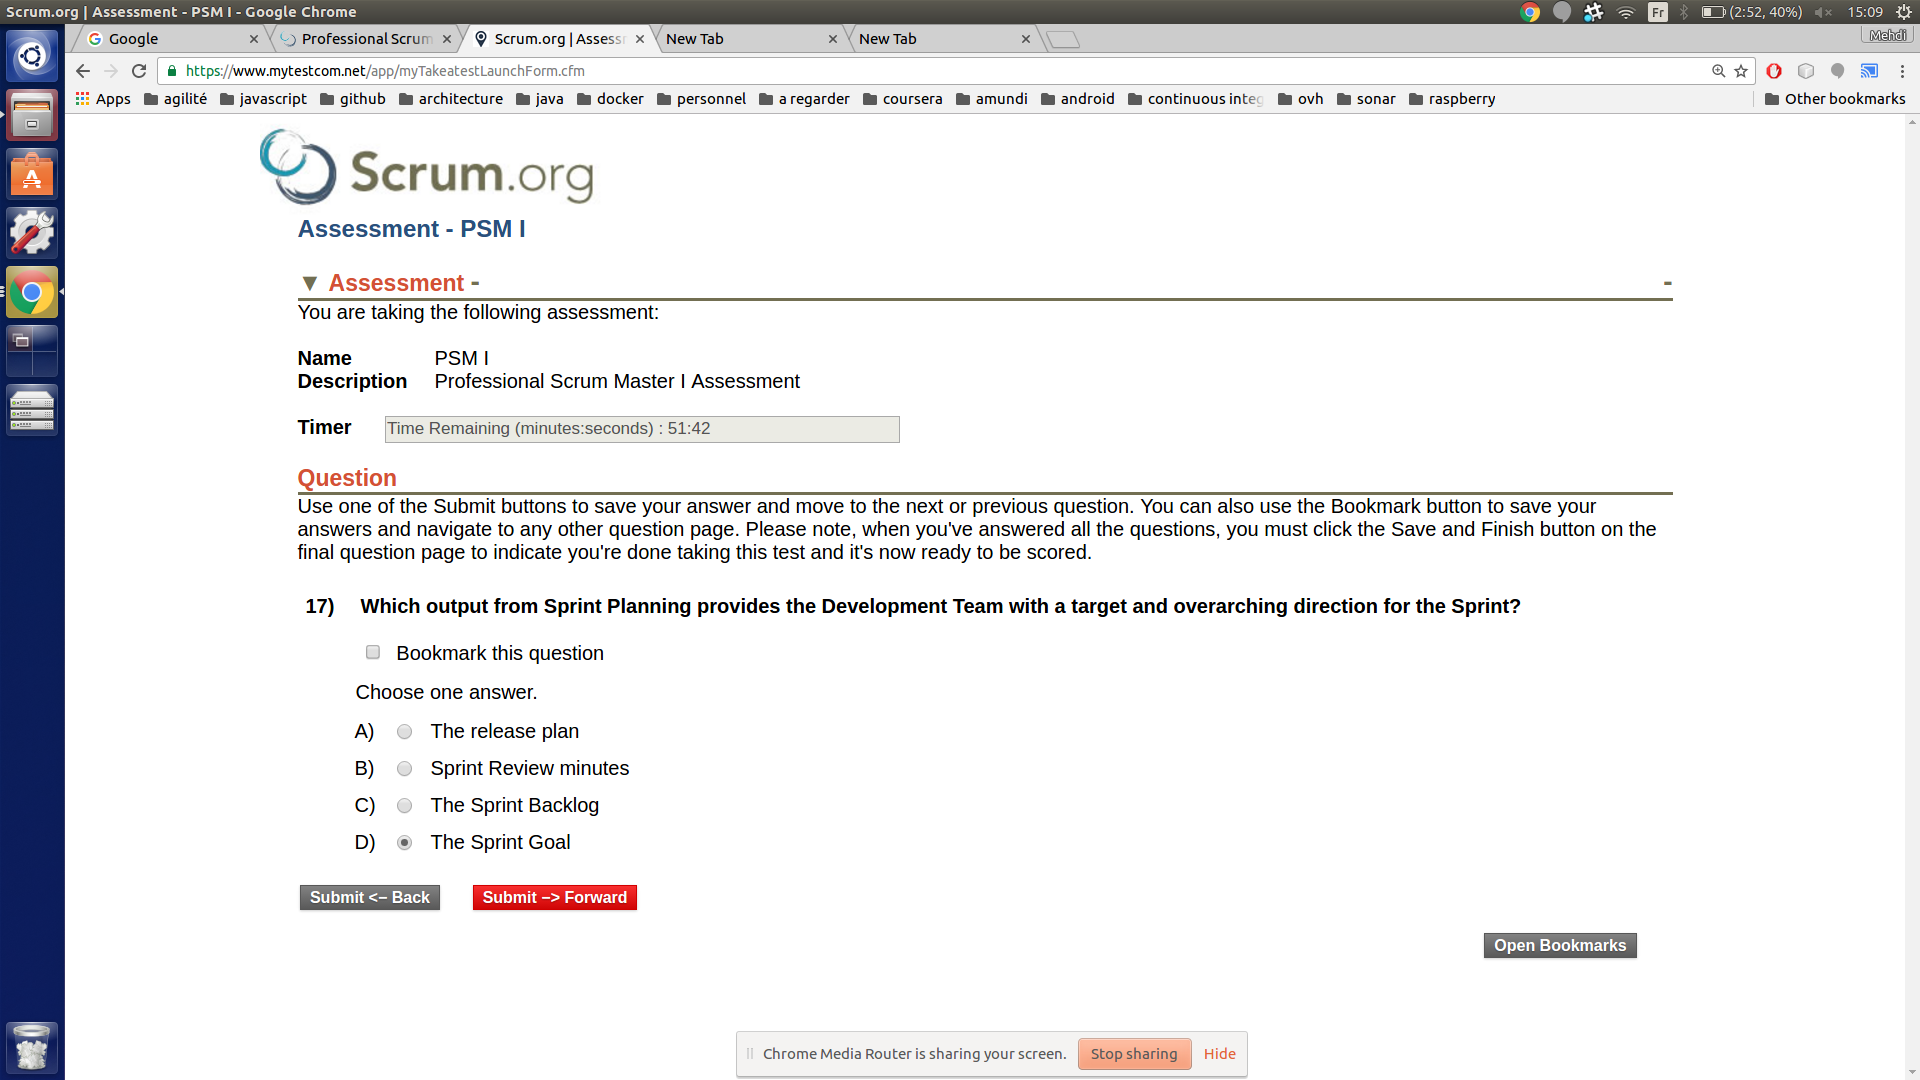 Scrum.org | Assessment - PSM I - Google Chrome
Fr
(2:52, 40%)
15:09
Google
Professional Scrum
Scrum.org | Assess
New Tab
New Tab
Mehdi
https://www.mytestcom.net/app/myTakeatestLaunchForm.cfm
Apps
agilité
javascript
github
architecture
java
docker
personnel
a regarder
coursera
amundi
android
continuous integ
ovh
sonar
raspberry
Other bookmarks
Scrum.org
Assessment - PSM I
▼ Assessment - -
You are taking the following assessment:
Name PSM I
Description Professional Scrum Master I Assessment
Timer Time Remaining (minutes:seconds) : 51:42
Question
Use one of the Submit buttons to save your answer and move to the next or previous question. You can also use the Bookmark button to save your
answers and navigate to any other question page. Please note, when you've answered all the questions, you must click the Save and Finish button on the
final question page to indicate you're done taking this test and it's now ready to be scored.
17) Which output from Sprint Planning provides the Development Team with a target and overarching direction for the Sprint?
Bookmark this question
Choose one answer.
A) The release plan
B) Sprint Review minutes
C) The Sprint Backlog
D) The Sprint Goal
Submit <– Back
Submit –> Forward
Open Bookmarks
Chrome Media Router is sharing your screen.
Stop sharing
Hide